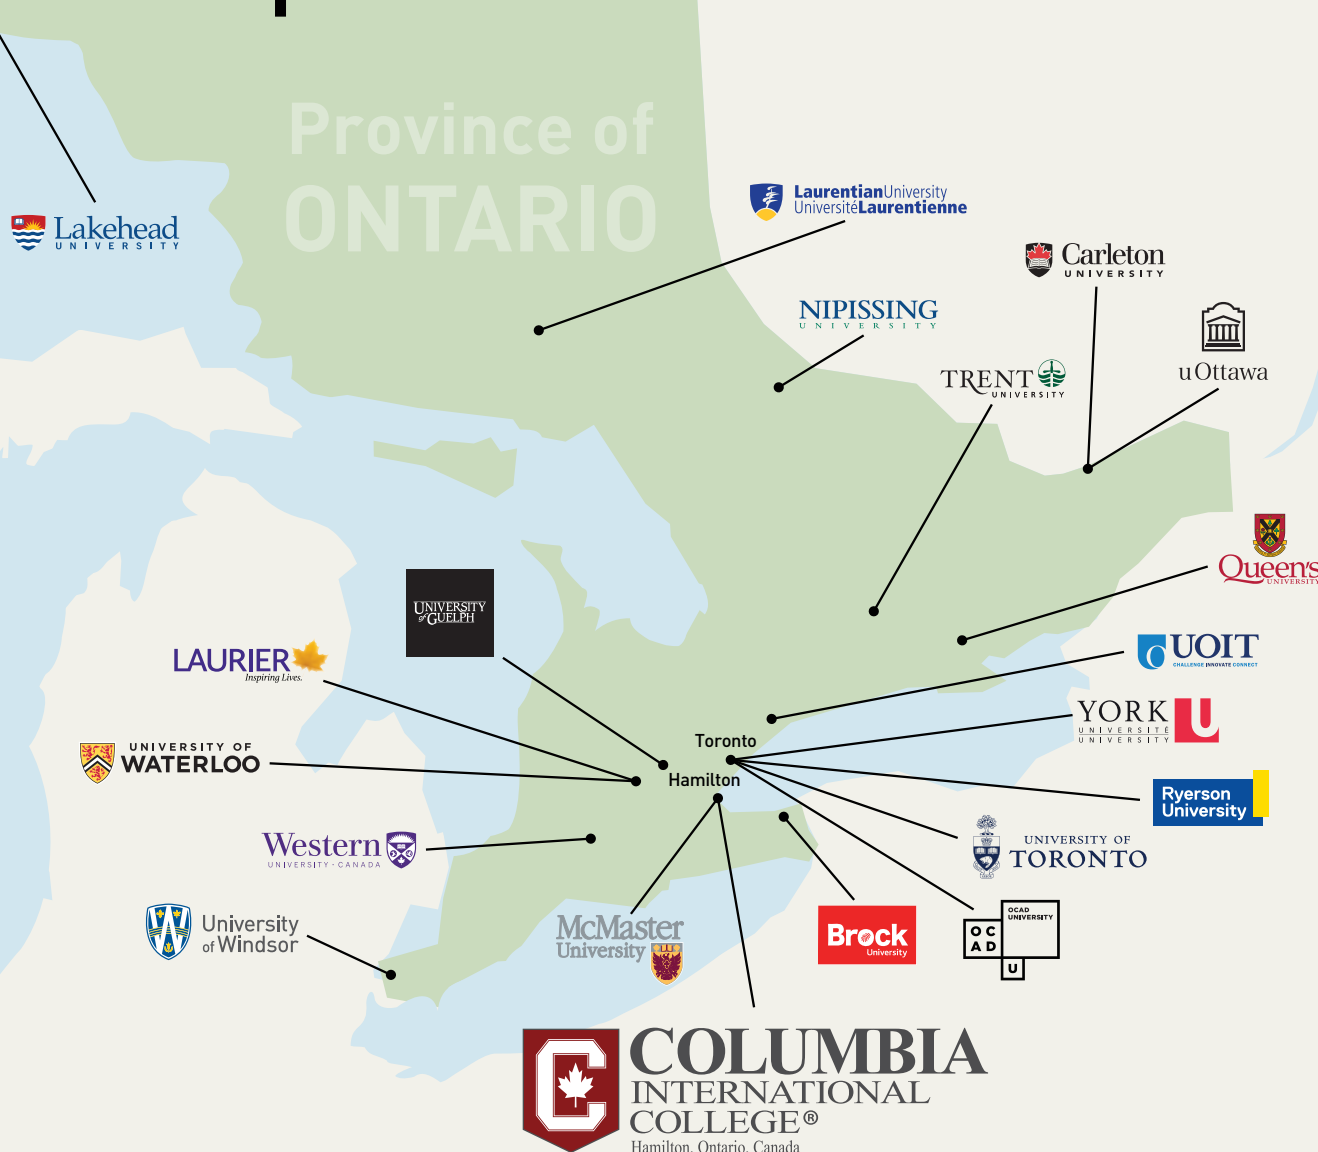 Province of
ONTARIO
LaurentianUniversity
UniversitéLaurentienne
Lakehead
UNIVERSITY
Carleton
UNIVERSITY
NIPISSING
UNIVERSITY
uOttawa
TRENT
UNIVERSITY
Queen's
UNIVERSITY
UNIVERSITY
of GUELPH
UOIT
CHALLENGE INNOVATE CONNECT
LAURIER
Inspiring Lives.
YORK
UNIVERSITÉ
UNIVERSITY
U
Toronto
UNIVERSITY OF
WATERLOO
Hamilton
Ryerson
University
Western
UNIVERSITY · CANADA
UNIVERSITY OF
TORONTO
University
of Windsor
McMaster
University
Brock
University
OCAD
UNIVERSITY
OC
AD
U
COLUMBIA
INTERNATIONAL
COLLEGE®
Hamilton, Ontario, Canada